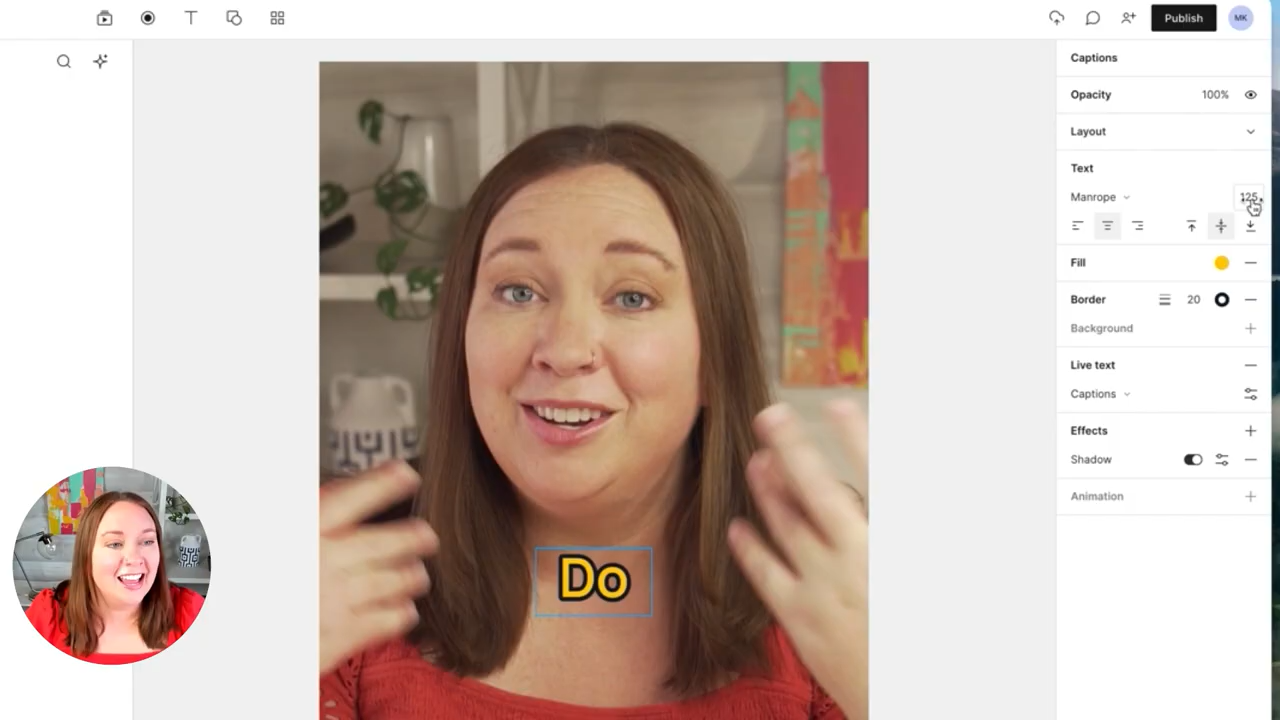 Publish
MK
Captions
Opacity 100%
Layout
Text
Manrope 125
Fill
Border 20
Background
Live text
Captions
Effects
Shadow
Animation
Do